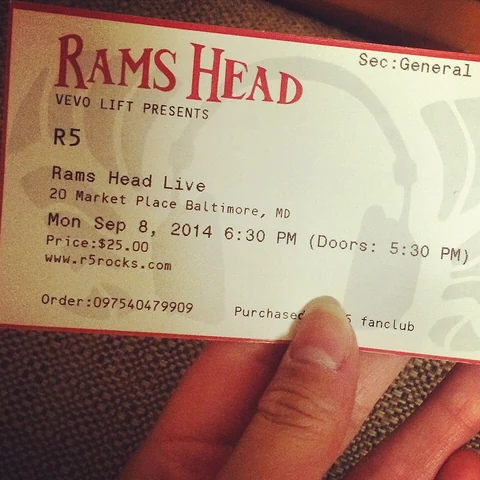 RAMS HEAD
Sec:General
VEVO LIFT PRESENTS
R5
Rams Head Live
20 Market Place Baltimore, MD
Mon Sep 8, 2014 6:30 PM (Doors: 5:30 PM)
Price:$25.00
www.r5rocks.com
Order:097540479909
Purchased 5 fanclub